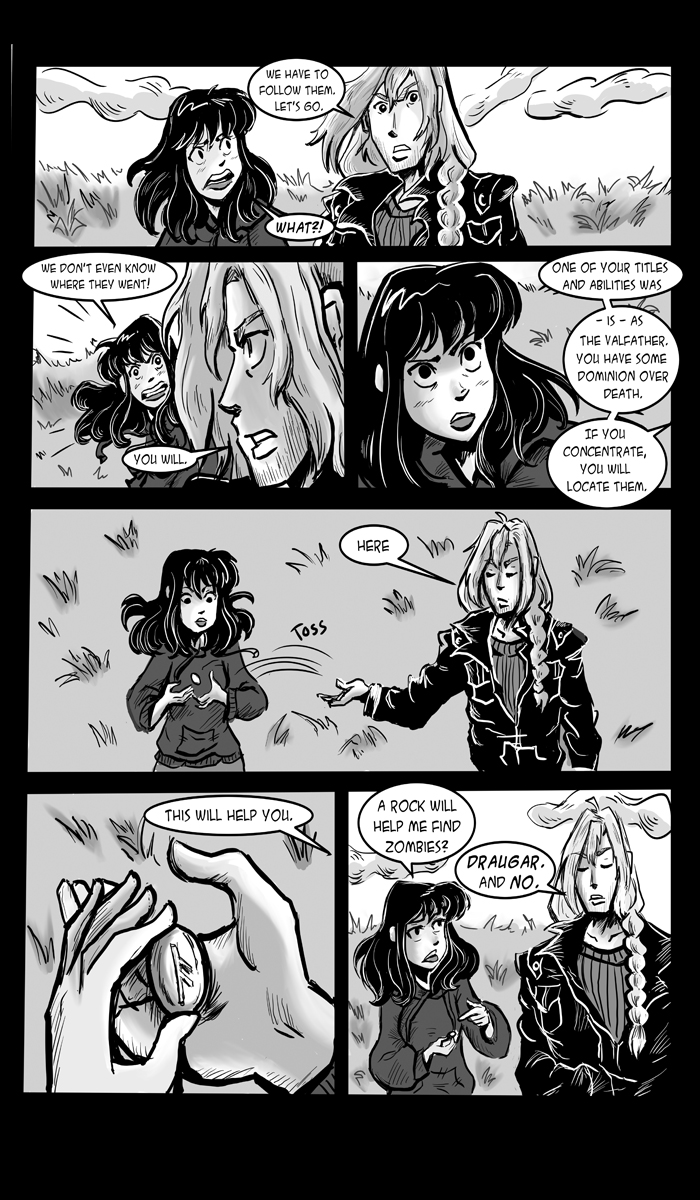 WE HAVE TO
FOLLOW THEM.
LET'S GO.
WHAT?!
WE DON'T EVEN KNOW
WHERE THEY WENT!
YOU WILL.
ONE OF YOUR TITLES
AND ABILITIES WAS
- IS - AS
THE VALFATHER.
YOU HAVE SOME
DOMINION OVER
DEATH.
IF YOU
CONCENTRATE,
YOU WILL
LOCATE THEM.
HERE
TOSS
THIS WILL HELP YOU.
A ROCK WILL
HELP ME FIND
ZOMBIES?
DRAUGAR.
AND NO.